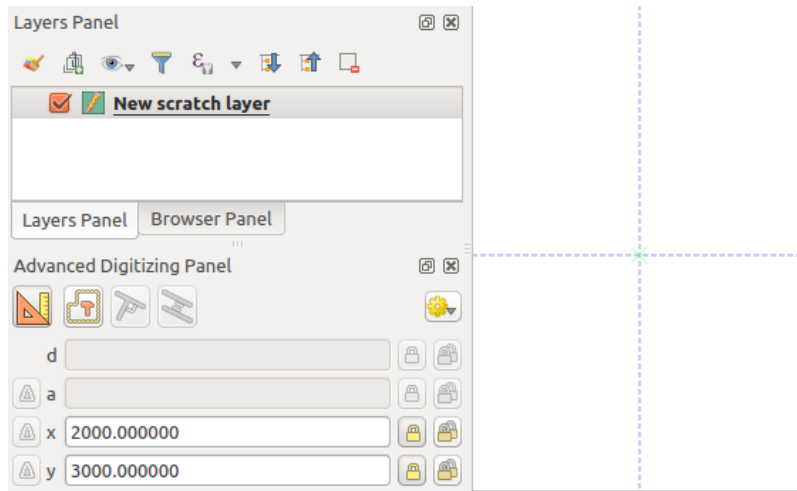 Layers Panel
New scratch layer
Layers Panel
Browser Panel
Advanced Digitizing Panel
d
a
x 2000.000000
y 3000.000000